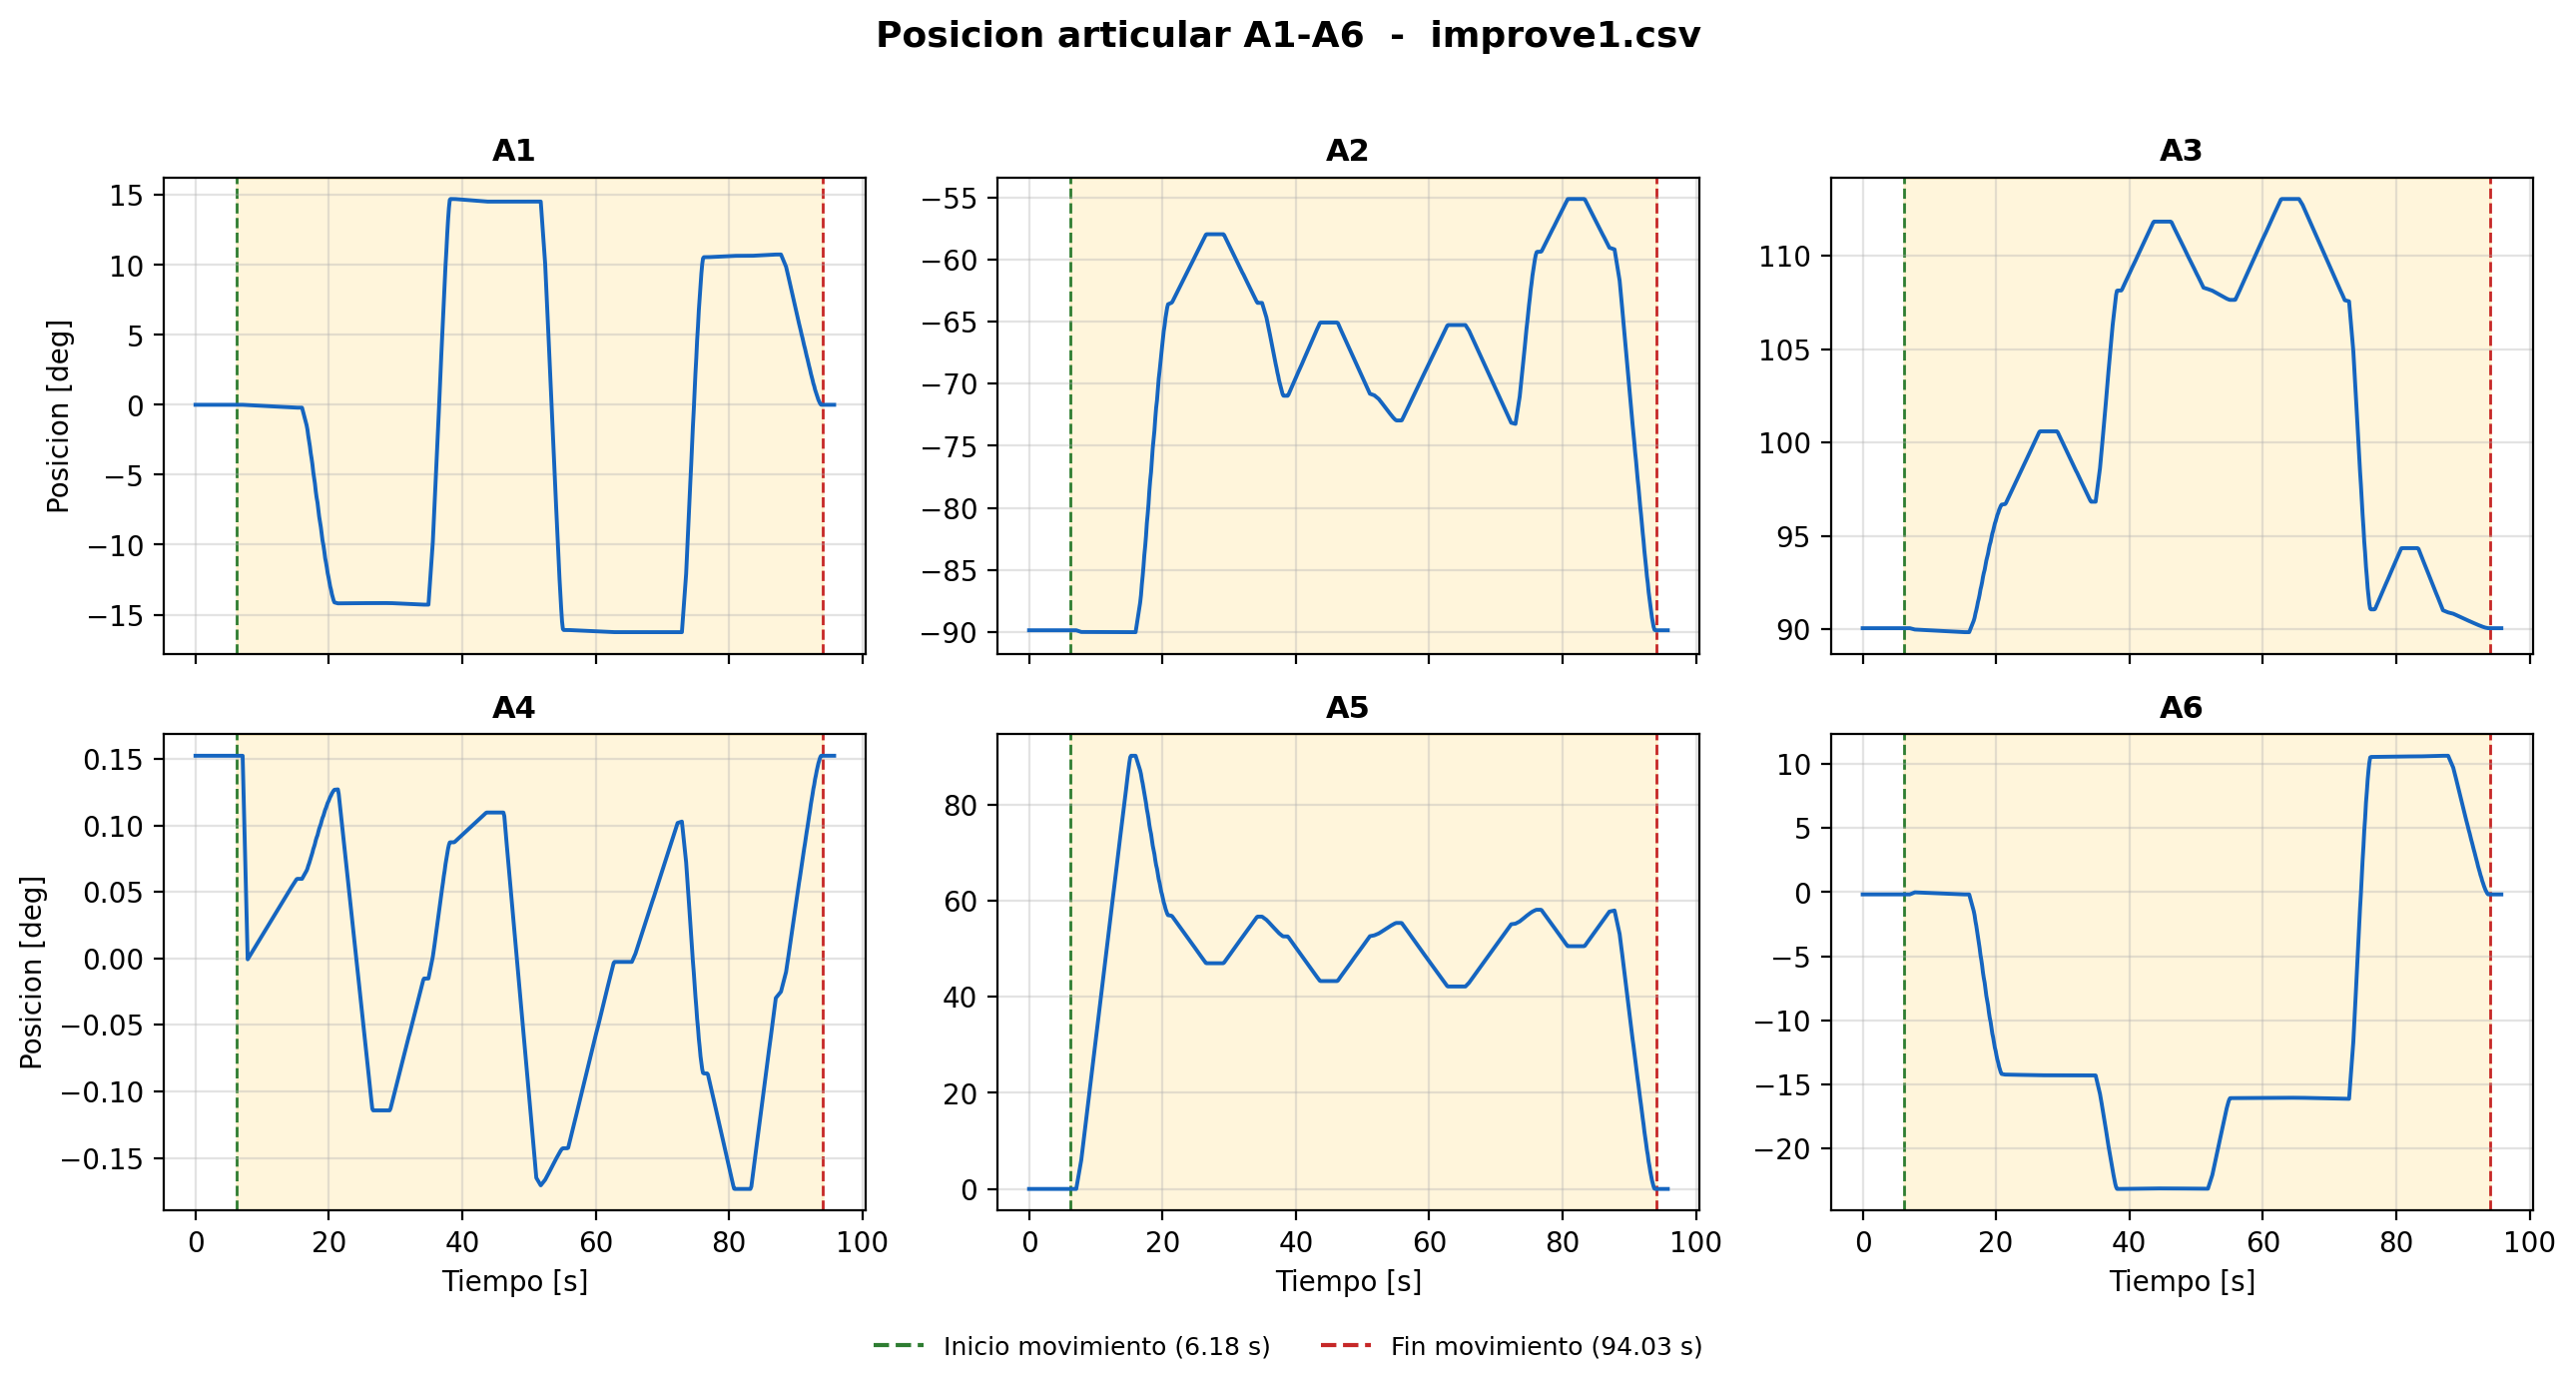 Posicion articular A1-A6  -  improve1.csv
A1
A2
A3
Posicion [deg]
15
10
5
0
−5
−10
−15
−55
−60
−65
−70
−75
−80
−85
−90
110
105
100
95
90
A4
A5
A6
Posicion [deg]
0.15
0.10
0.05
0.00
−0.05
−0.10
−0.15
80
60
40
20
0
10
5
0
−5
−10
−15
−20
0 20 40 60 80 100
0 20 40 60 80 100
0 20 40 60 80 100
Tiempo [s]
Tiempo [s]
Tiempo [s]
Inicio movimiento (6.18 s)
Fin movimiento (94.03 s)